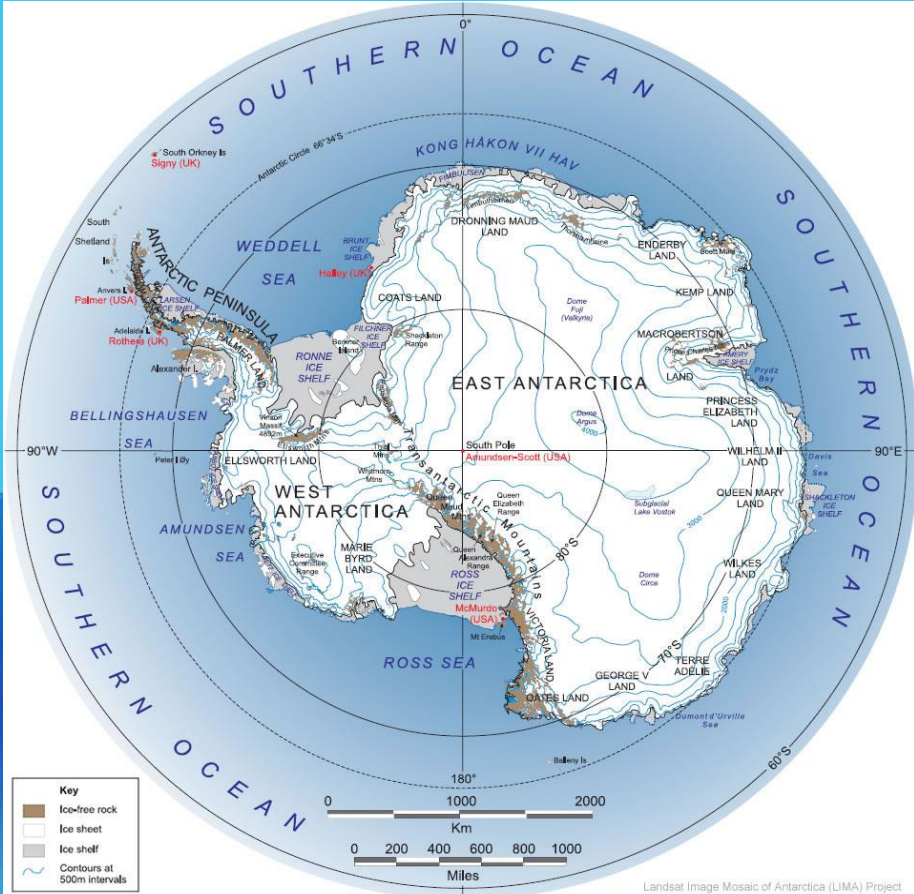 0°
SOUTHERN OCEAN
Antarctic Circle 66°34'S
South Orkney Is
Signy (UK)
KONG HÅKON VII HAV
FIMBULISEN
Fimbulheimen
DRONNING MAUD
LAND
SOUTHERN OCEAN
South
Shetland
Is
ANTARCTIC PENINSULA
WEDDELL
SEA
BRUNT
ICE
SHELF
Halley (UK)
ENDERBY
LAND
Scott Mtns
KEMP LAND
Anvers I
Palmer (USA)
LARSEN
ICE SHELF
COATS LAND
Dome
Fuji
(Valkyrie)
Adelaide I
Rothera (UK)
PALMER LAND
FILCHNER
ICE
SHELF
Shackleton
Range
Berkner
Island
MACROBERTSON
LAND
AMERY
ICE SHELF
Prydz
Bay
Alexander I
RONNE
ICE
SHELF
EAST ANTARCTICA
PRINCESS
ELIZABETH
LAND
BELLINGSHAUSEN
SEA
Vinson
Massif
4892m
Ellsworth Mtns
Dome
Argus
4000
90°W
Peter I Øy
ELLSWORTH LAND
Thiel
Mtns
South Pole
Amundsen-Scott (USA)
WILHELM II
LAND
Davis
Sea
90°E
Whitmore
Mtns
Transantarctic Mountains
WEST
ANTARCTICA
Queen
Maud
Mtns
Queen
Elizabeth
Range
Subglacial
Lake Vostok
QUEEN MARY
LAND
SHACKLETON
ICE
SHELF
3000
AMUNDSEN
SEA
Executive
Committee
Range
MARIE
BYRD
LAND
Queen
Alexandra
Range
80°S
Dome
Circe
WILKES
LAND
2000
ROSS
ICE
SHELF
McMurdo
(USA)
Mt Erebus
VICTORIA LAND
ROSS SEA
70°S
TERRE
ADELIE
GEORGE V
LAND
OATES LAND
Dumont d'Urville
Sea
SOUTHERN OCEAN
Balleny Is
60°S
180°
Key
Ice-free rock
Ice sheet
Ice shelf
Contours at
500m intervals
0 1000 2000
Km
0 200 400 600 800 1000
Miles
Landsat Image Mosaic of Antarctica (LIMA) Project